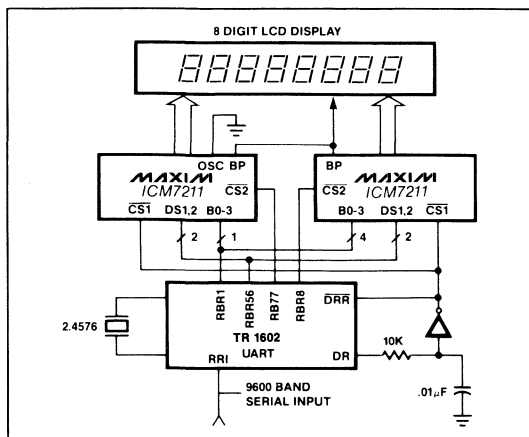 8 DIGIT LCD DISPLAY
OSC BP
BP
MAXIM
ICM7211
CS2
MAXIM
ICM7211
CS2
CS1 DS1,2 B0-3
B0-3 DS1,2 CS1
2
1
4
2
RBR1
RBR56
RB77
RBR8
DRR
2.4576
TR 1602
UART
RRI
DR
10K
.01μF
9600 BAND
SERIAL INPUT